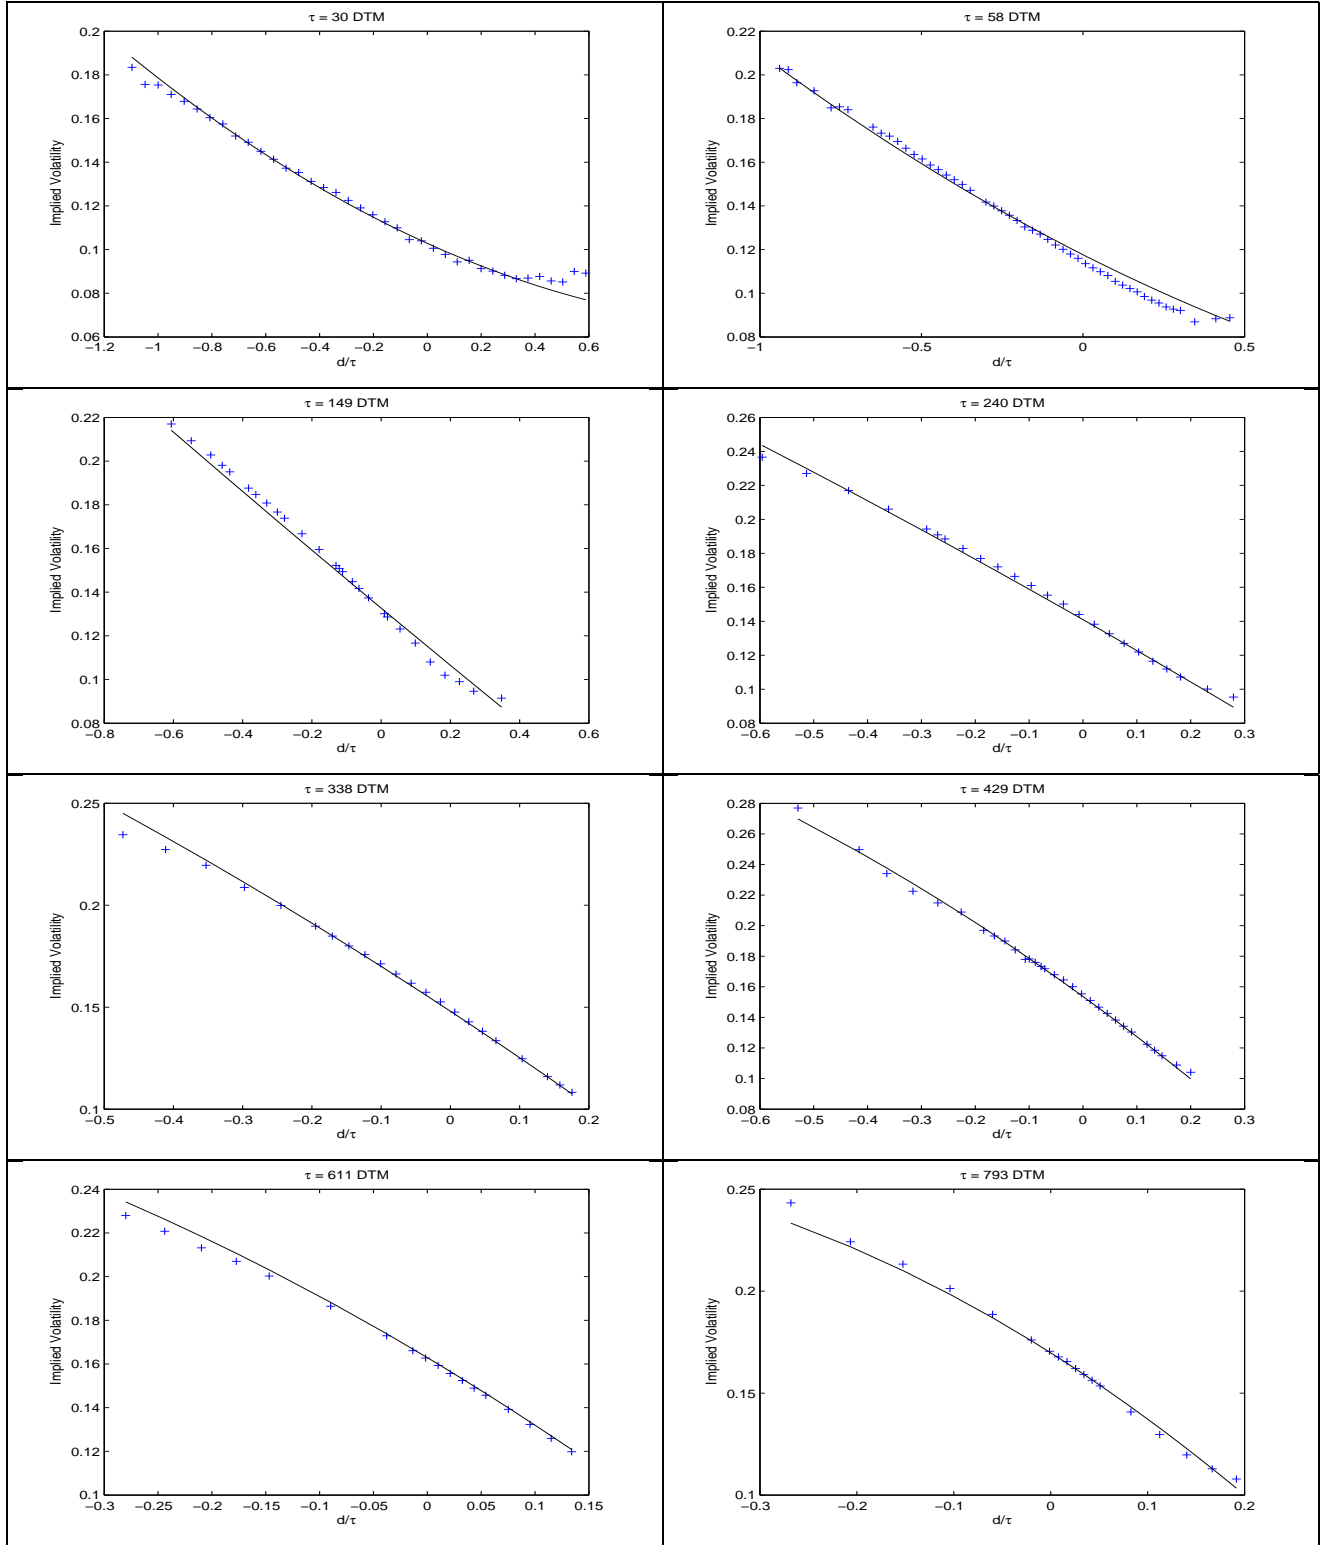 τ = 30 DTM
0.2
0.18
0.16
0.14
0.12
0.1
0.08
0.06
Implied Volatility
−1.2 −1 −0.8 −0.6 −0.4 −0.2 0 0.2 0.4 0.6
d/τ
τ = 58 DTM
0.22
0.2
0.18
0.16
0.14
0.12
0.1
0.08
Implied Volatility
−1 −0.5 0 0.5
d/τ
τ = 149 DTM
0.22
0.2
0.18
0.16
0.14
0.12
0.1
0.08
Implied Volatility
−0.8 −0.6 −0.4 −0.2 0 0.2 0.4 0.6
d/τ
τ = 240 DTM
0.26
0.24
0.22
0.2
0.18
0.16
0.14
0.12
0.1
0.08
Implied Volatility
−0.6 −0.5 −0.4 −0.3 −0.2 −0.1 0 0.1 0.2 0.3
d/τ
τ = 338 DTM
0.25
0.2
0.15
0.1
Implied Volatility
−0.5 −0.4 −0.3 −0.2 −0.1 0 0.1 0.2
d/τ
τ = 429 DTM
0.28
0.26
0.24
0.22
0.2
0.18
0.16
0.14
0.12
0.1
0.08
Implied Volatility
−0.6 −0.5 −0.4 −0.3 −0.2 −0.1 0 0.1 0.2 0.3
d/τ
τ = 611 DTM
0.24
0.22
0.2
0.18
0.16
0.14
0.12
0.1
Implied Volatility
−0.3 −0.25 −0.2 −0.15 −0.1 −0.05 0 0.05 0.1 0.15
d/τ
τ = 793 DTM
0.25
0.2
0.15
0.1
Implied Volatility
−0.3 −0.2 −0.1 0 0.1 0.2
d/τ